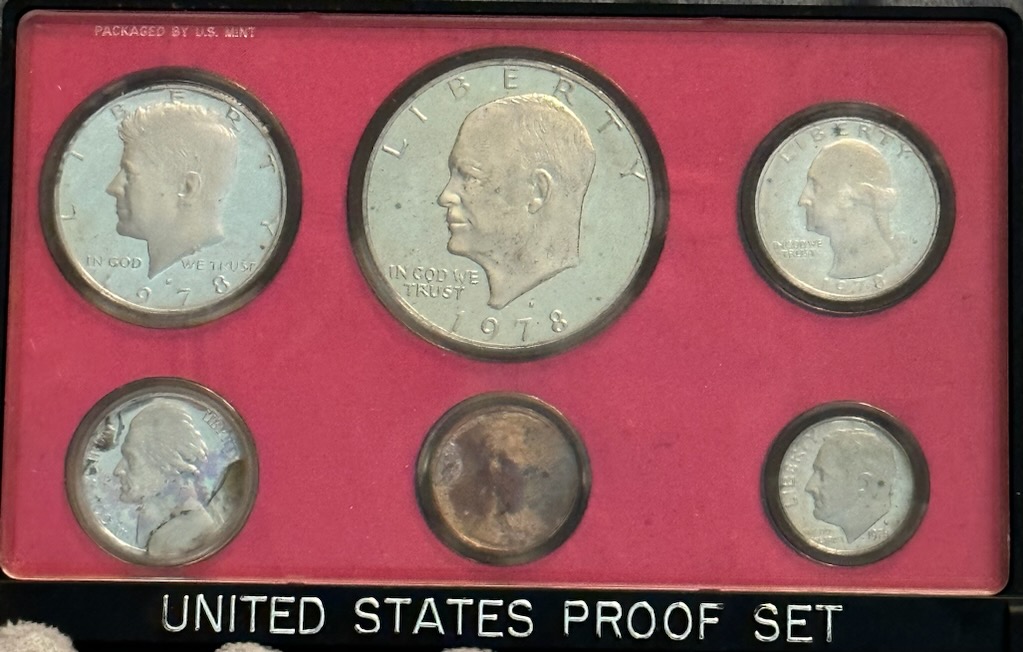 PACKAGED BY U.S. MINT
LIBERTY
IN GOD WE TRUST
1978
LIBERTY
IN GOD WE
TRUST
1978
LIBERTY
IN GOD WE
TRUST
1978
LIBERTY
UNITED STATES PROOF SET